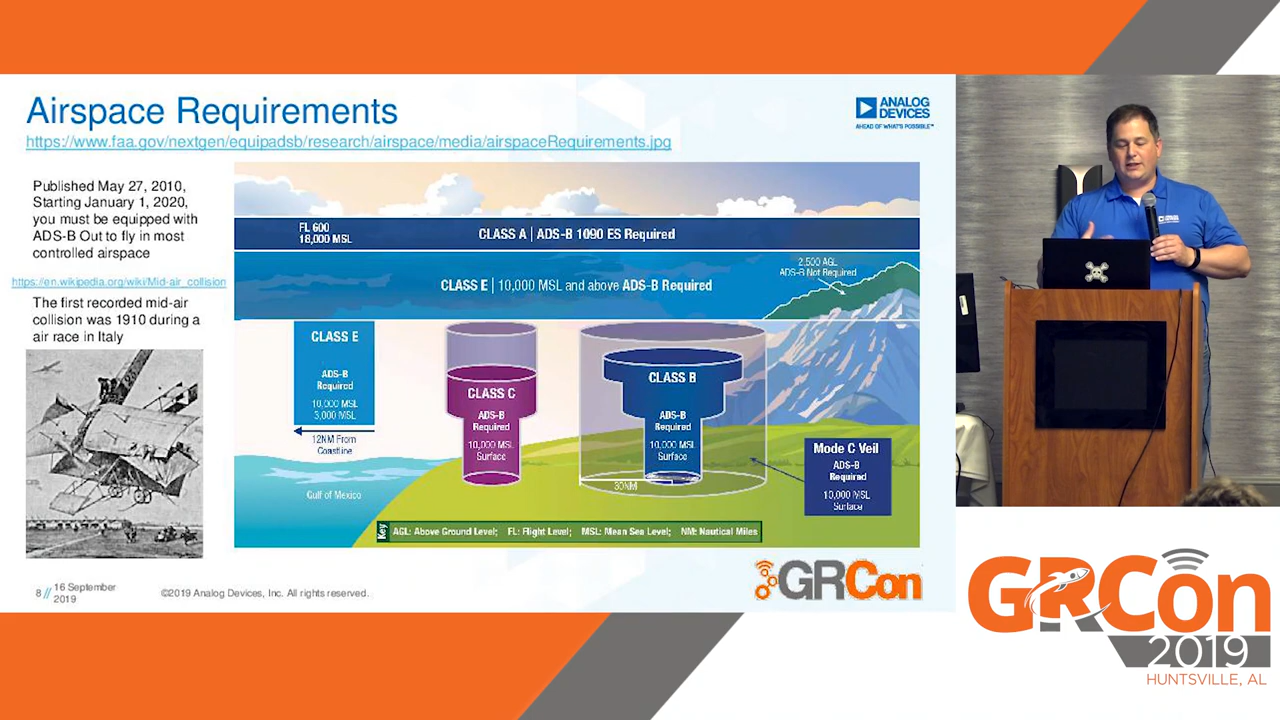 Airspace Requirements
https://www.faa.gov/nextgen/equipadsb/research/airspace/media/airspaceRequirements.jpg
ANALOG
DEVICES
AHEAD OF WHAT'S POSSIBLE™
Published May 27, 2010,
Starting January 1, 2020,
you must be equipped with
ADS-B Out to fly in most
controlled airspace
https://en.wikipedia.org/wiki/Mid-air_collision
The first recorded mid-air
collision was 1910 during a
air race in Italy
FL 600
18,000 MSL
CLASS A | ADS-B 1090 ES Required
2,500 AGL
ADS-B Not Required
CLASS E | 10,000 MSL and above ADS-B Required
CLASS E
ADS-B
Required
10,000 MSL
3,000 MSL
12NM From
Coastline
Gulf of Mexico
CLASS C
ADS-B
Required
10,000 MSL
Surface
CLASS B
ADS-B
Required
10,000 MSL
Surface
30NM
Mode C Veil
ADS-B
Required
10,000 MSL
Surface
Key
AGL: Above Ground Level; FL: Flight Level; MSL: Mean Sea Level; NM: Nautical Miles
8 // 16 September
2019
©2019 Analog Devices, Inc. All rights reserved.
GRCon
GRCon
2019
HUNTSVILLE, AL